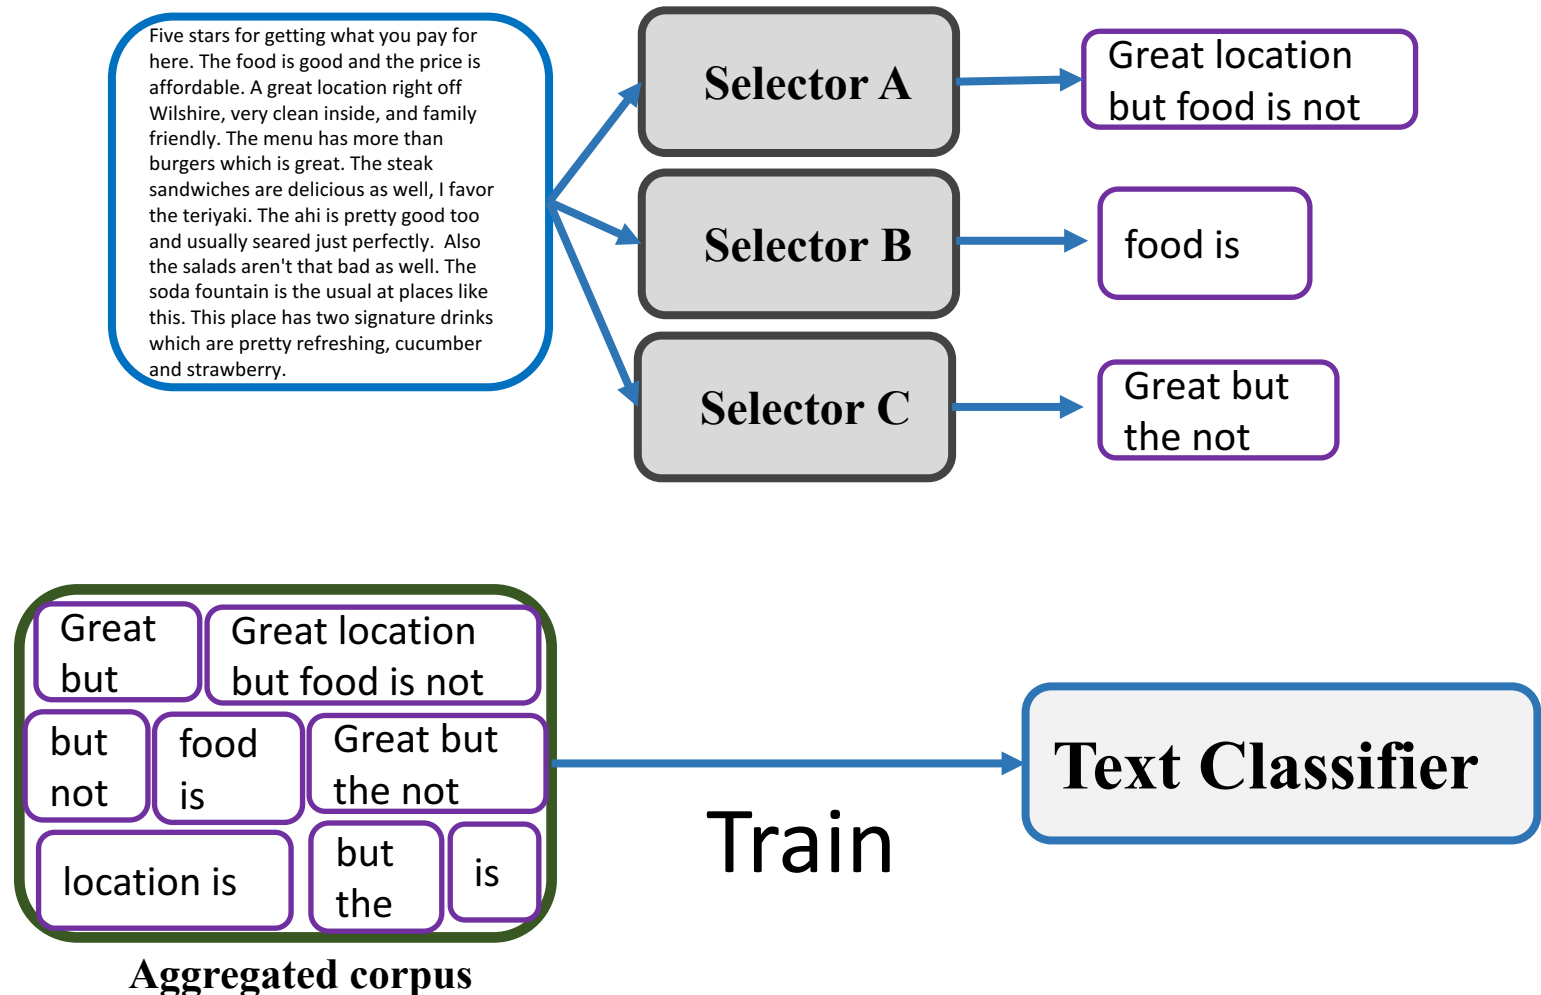 Five stars for getting what you pay for
here. The food is good and the price is
affordable. A great location right off
Wilshire, very clean inside, and family
friendly. The menu has more than
burgers which is great. The steak
sandwiches are delicious as well, I favor
the teriyaki. The ahi is pretty good too
and usually seared just perfectly.  Also
the salads aren't that bad as well. The
soda fountain is the usual at places like
this. This place has two signature drinks
which are pretty refreshing, cucumber
and strawberry.
Selector A
Great location
but food is not
Selector B
food is
Selector C
Great but
the not
Great
but
Great location
but food is not
but
not
food
is
Great but
the not
location is
but
the
is
Aggregated corpus
Train
Text Classifier